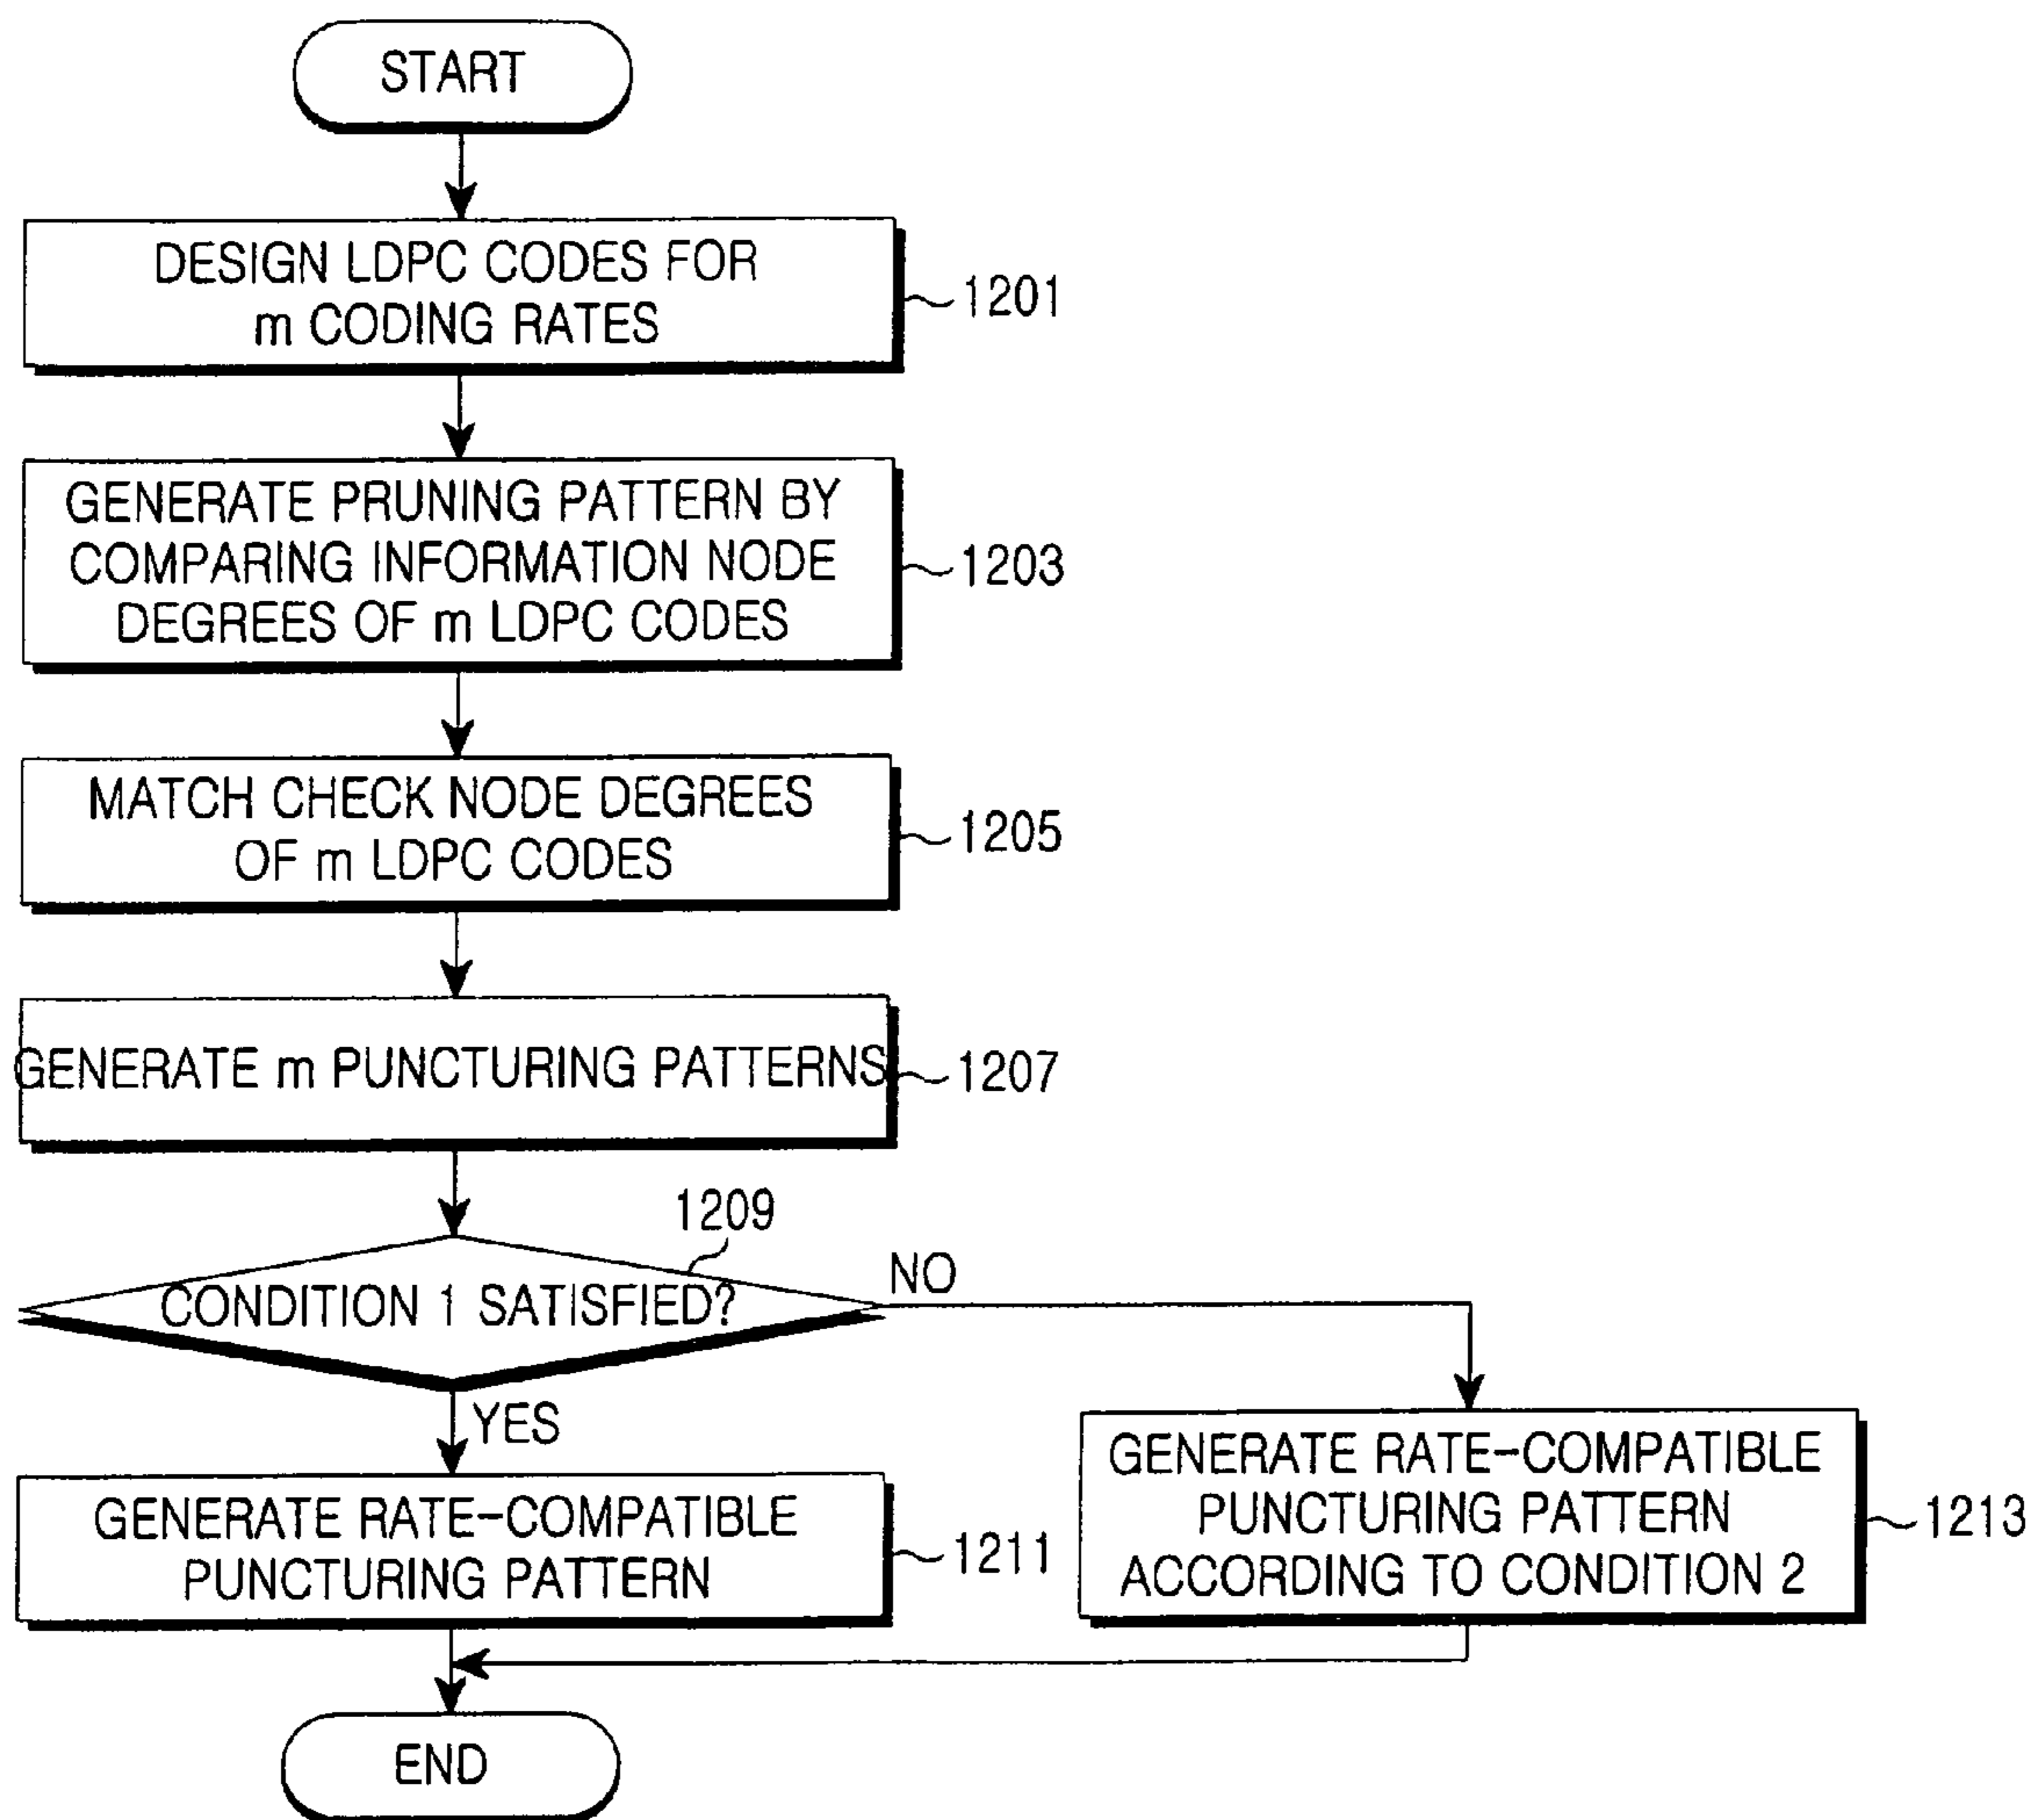 START
DESIGN LDPC CODES FOR
m CODING RATES
1201
GENERATE PRUNING PATTERN BY
COMPARING INFORMATION NODE
DEGREES OF m LDPC CODES
1203
MATCH CHECK NODE DEGREES
OF m LDPC CODES
1205
GENERATE m PUNCTURING PATTERNS
1207
1209
CONDITION 1 SATISFIED?
NO
YES
GENERATE RATE-COMPATIBLE
PUNCTURING PATTERN
1211
GENERATE RATE-COMPATIBLE
PUNCTURING PATTERN
ACCORDING TO CONDITION 2
1213
END